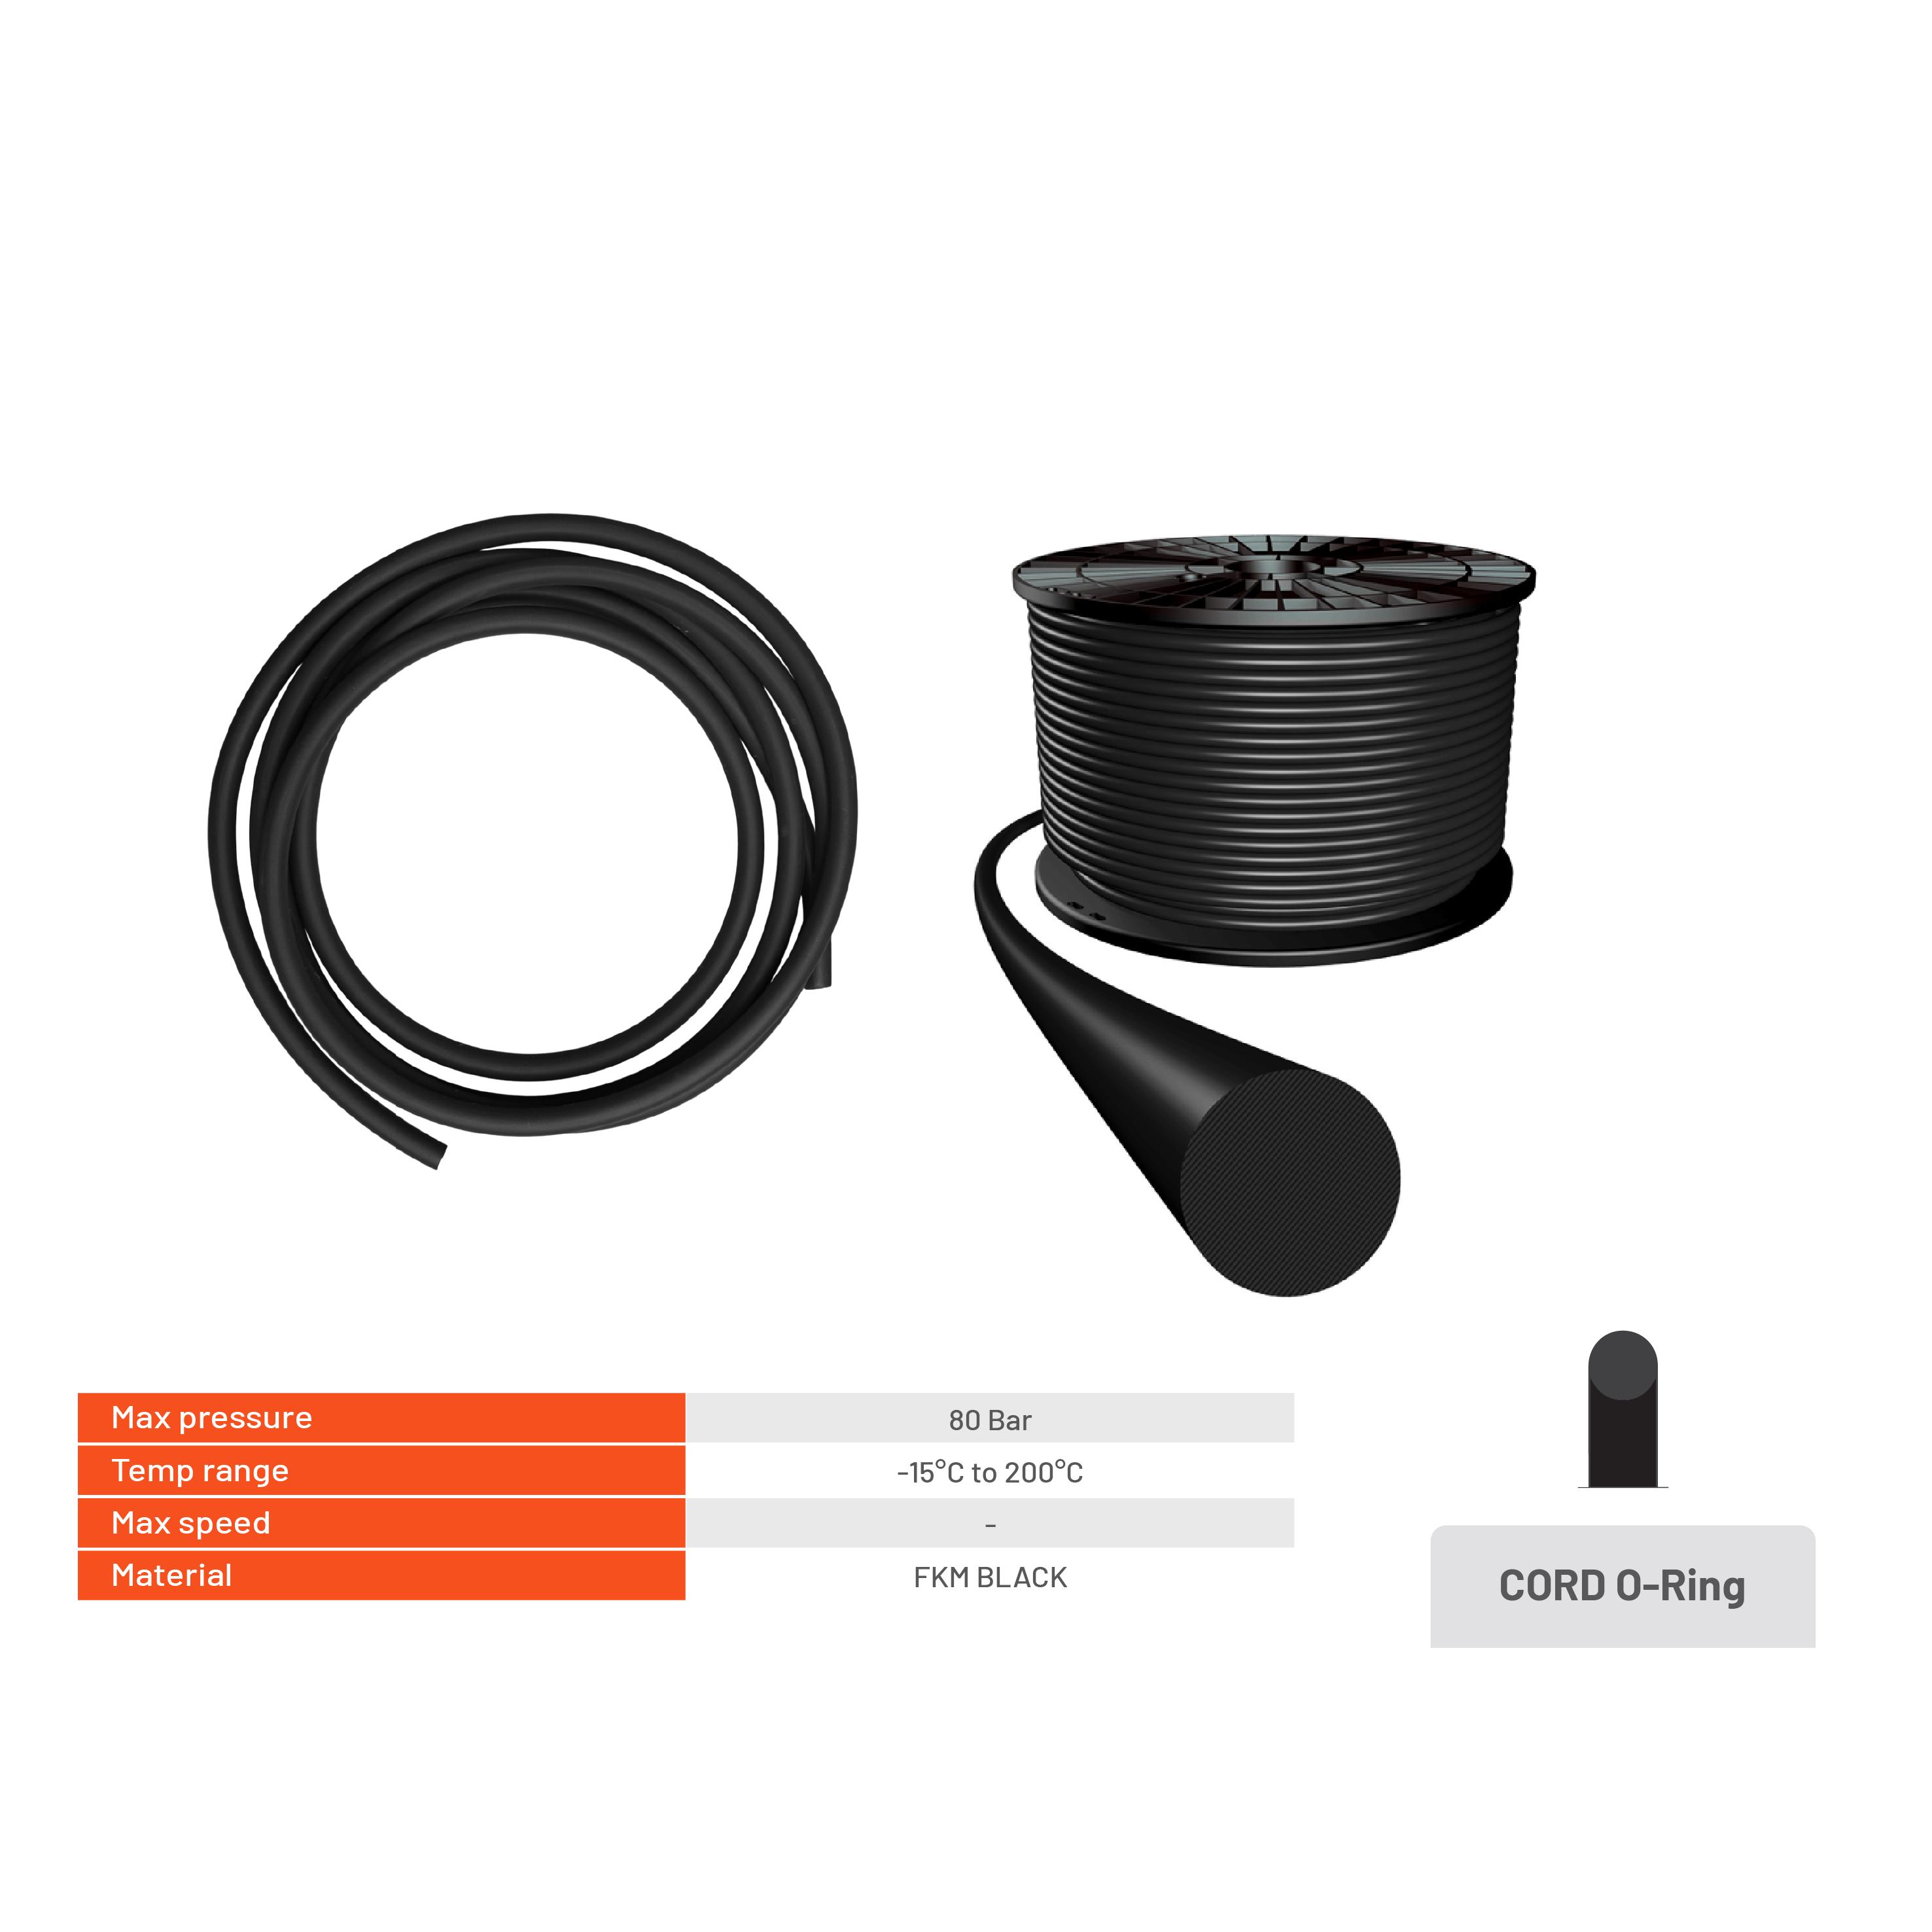 Max pressure 80 Bar
Temp range -15°C to 200°C
Max speed -
Material FKM BLACK
CORD O-Ring